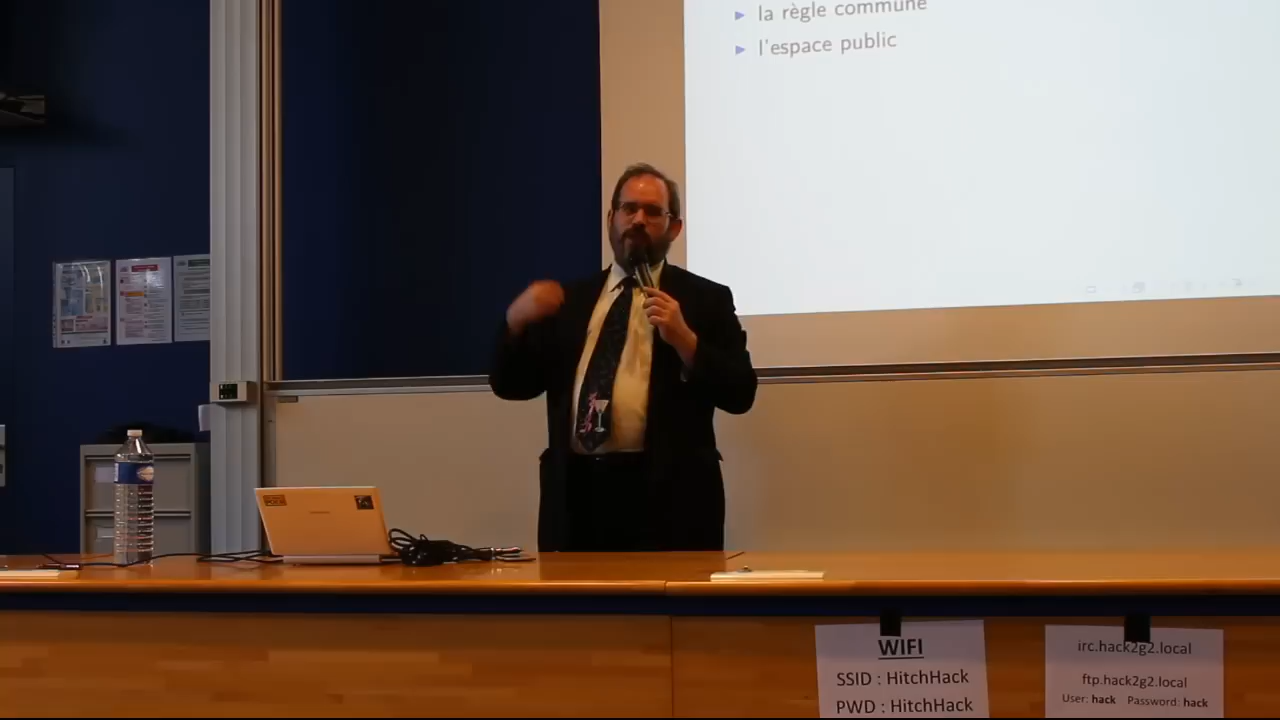 la règle commune
l'espace public
WIFI
SSID : HitchHack
PWD : HitchHack
irc.hack2g2.local
ftp.hack2g2.local
User: hack Password: hack